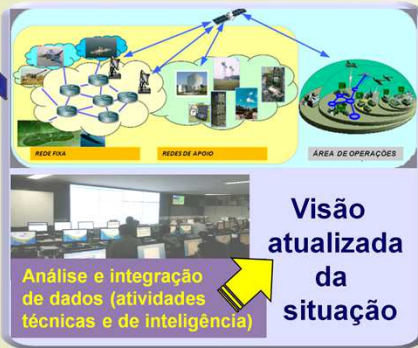 REDE FIXA
REDES DE APOIO
ÁREA DE OPERAÇÕES
Análise e integração
de dados (atividades
técnicas e de inteligência)
Visão
atualizada
da
situação